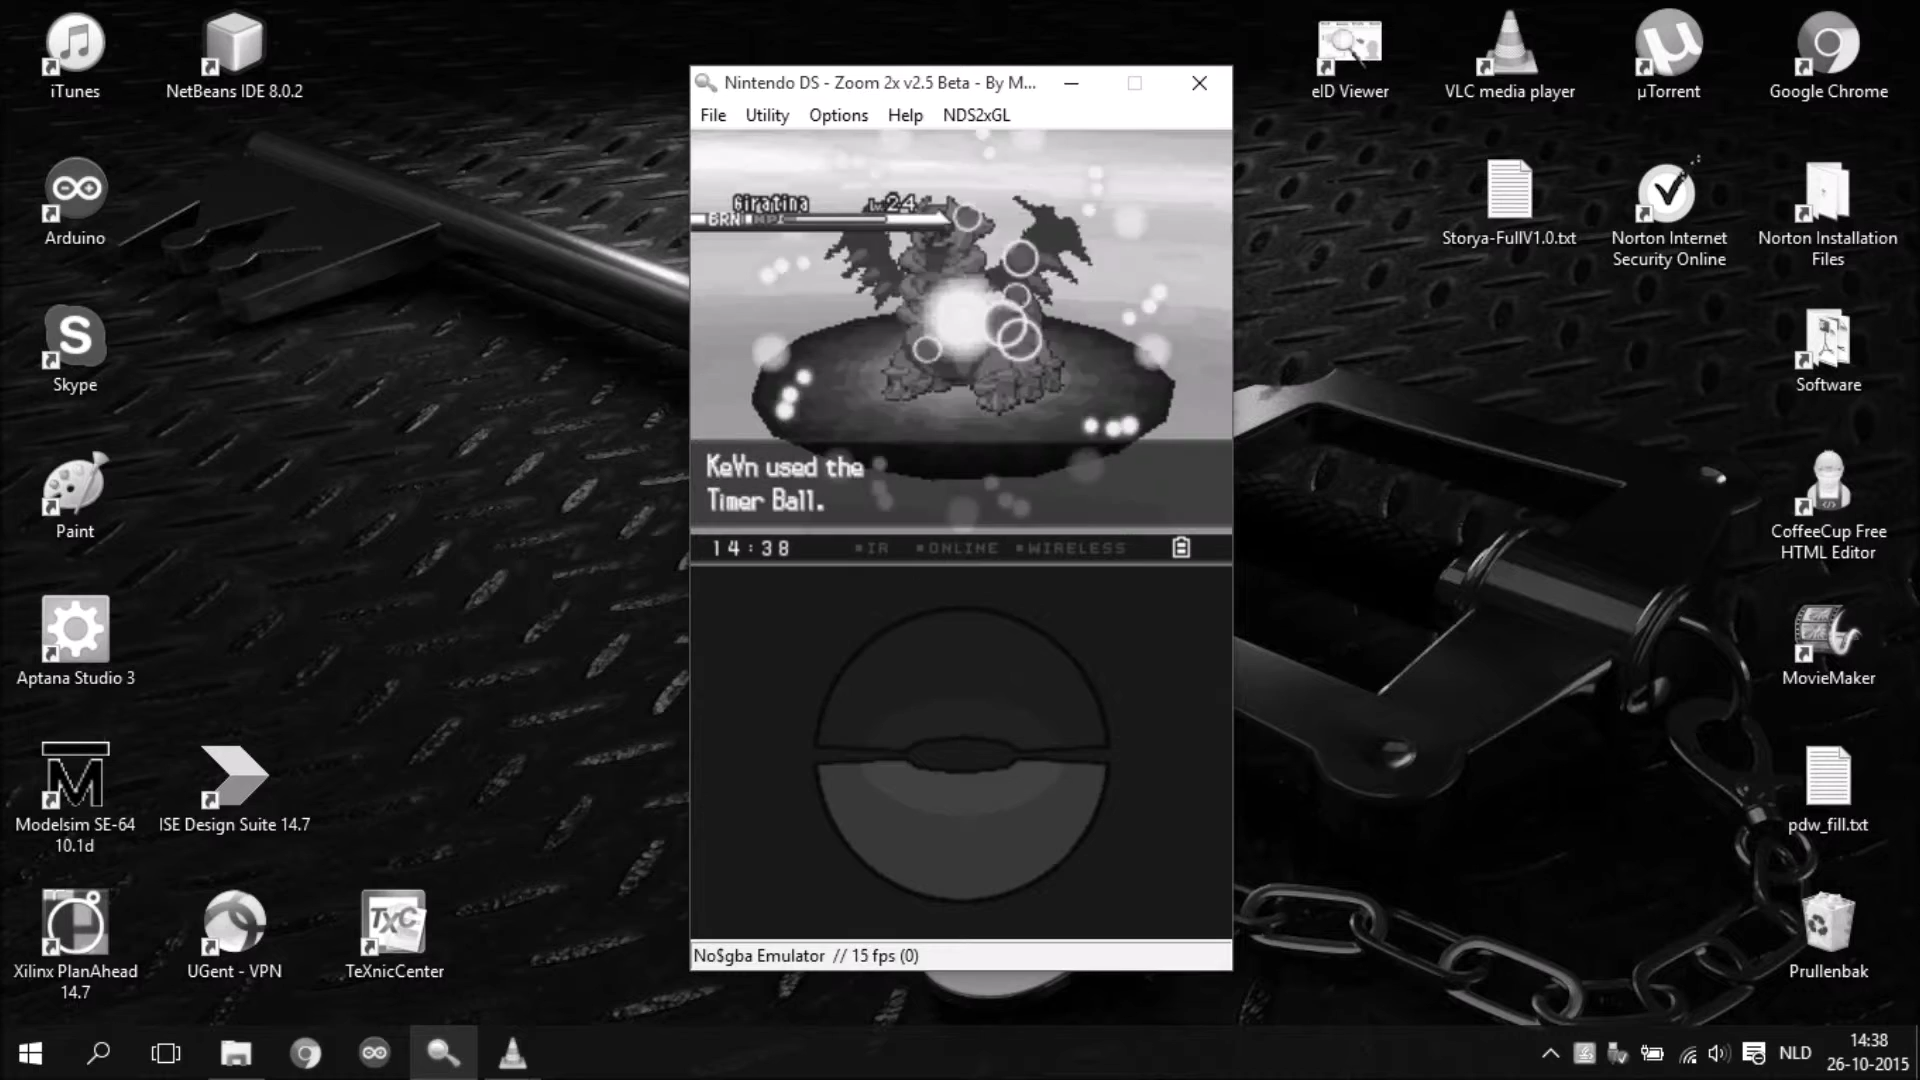 iTunes
NetBeans IDE 8.0.2
Arduino
Skype
Paint
Aptana Studio 3
Modelsim SE-64
10.1d
ISE Design Suite 14.7
Xilinx PlanAhead
14.7
UGent - VPN
TeXnicCenter
Nintendo DS - Zoom 2x v2.5 Beta - By M...
File Utility Options Help NDS2xGL
Giratina Lv.24
BRN HP
KeVn used the
Timer Ball.
14:38 IR ONLINE WIRELESS
No$gba Emulator // 15 fps (0)
eID Viewer
VLC media player
µTorrent
Google Chrome
Storya-FullV1.0.txt
Norton Internet
Security Online
Norton Installation
Files
Software
CoffeeCup Free
HTML Editor
MovieMaker
pdw_fill.txt
Prullenbak
NLD
14:38
26-10-2015